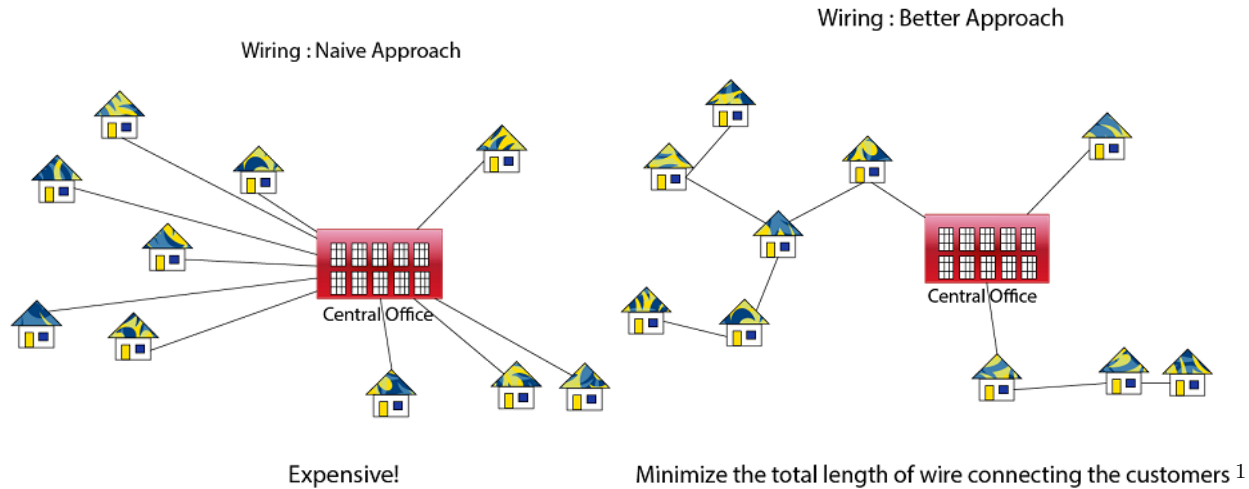 Wiring : Naive Approach
Central Office
Expensive!
Wiring : Better Approach
Central Office
Minimize the total length of wire connecting the customers 1